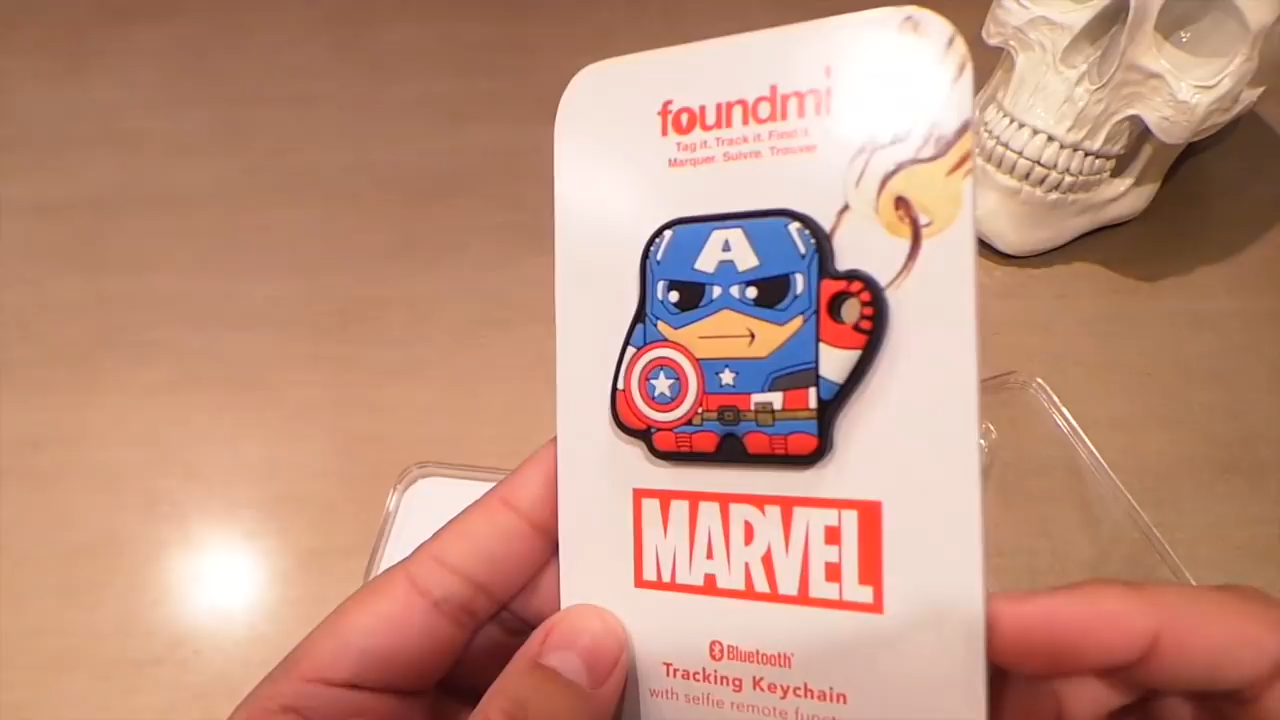 foundmi
Tag it. Track it. Find it.
Marquer. Suivre. Trouver
A
MARVEL
Bluetooth
Tracking Keychain
with selfie remote